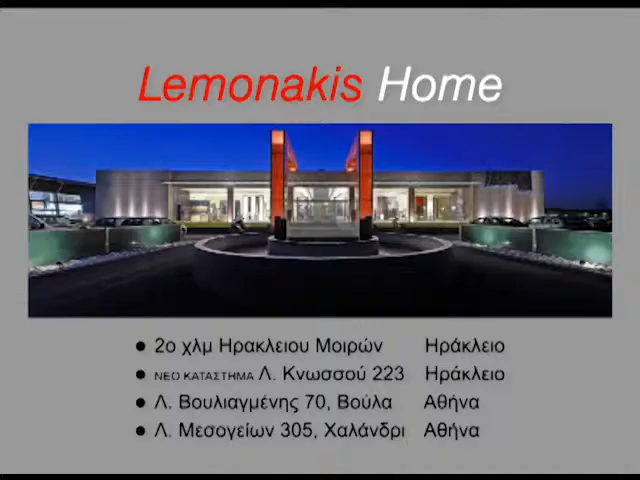 Lemonakis Home
● 2ο χλμ Ηρακλειου Μοιρών Ηράκλειο
● ΝΕΟ ΚΑΤΑΣΤΗΜΑ Λ. Κνωσσού 223 Ηράκλειο
● Λ. Βουλιαγμένης 70, Βούλα Αθήνα
● Λ. Μεσογείων 305, Χαλάνδρι Αθήνα